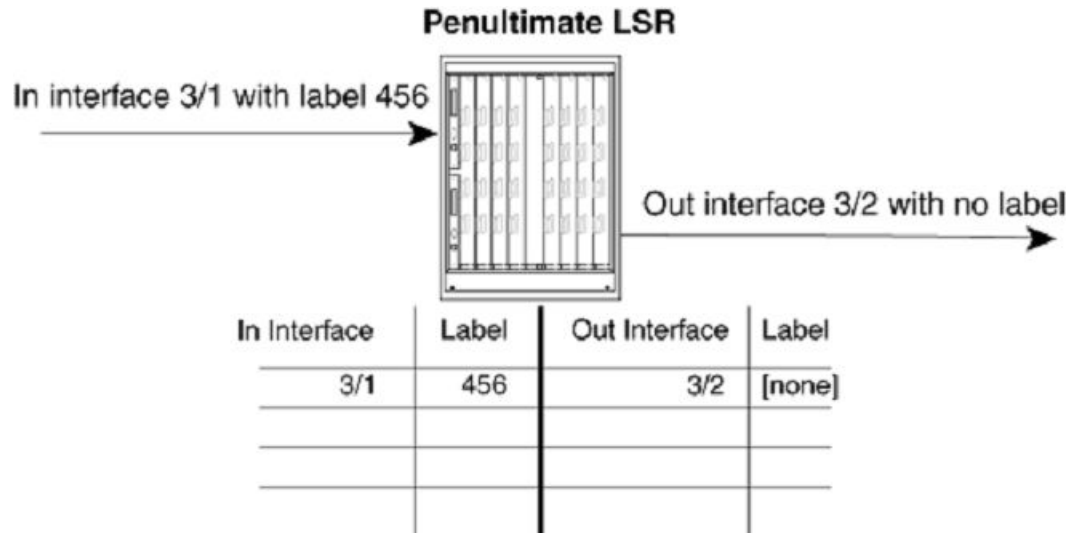 Penultimate LSR
In interface 3/1 with label 456
Out interface 3/2 with no label
In Interface Label Out Interface Label
3/1 456 3/2 [none]